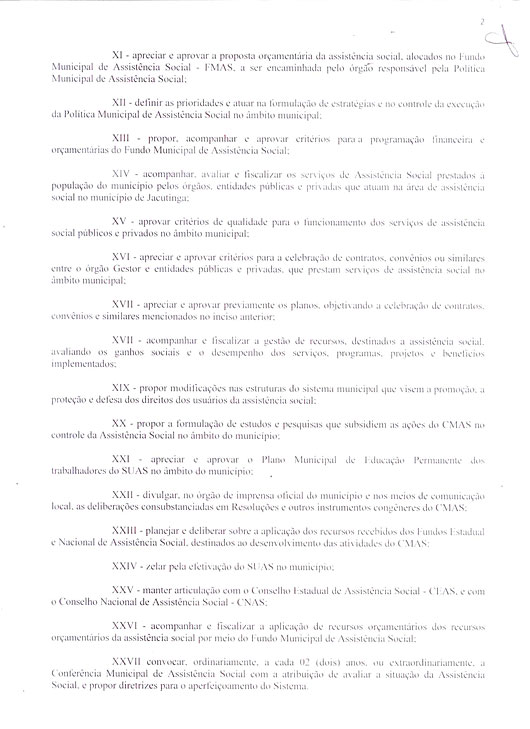 2
XI - apreciar e aprovar a proposta orçamentária da assistência social, alocados no Fundo
Municipal de Assistência Social - FMAS, a ser encaminhada pelo órgão responsável pela Política
Municipal de Assistência Social;
XII - definir as prioridades e atuar na formulação de estratégias e no controle da execução
da Política Municipal de Assistência Social no âmbito municipal;
XIII - propor, acompanhar e aprovar critérios para a programação financeira e
orçamentárias do Fundo Municipal de Assistência Social;
XIV - acompanhar, avaliar e fiscalizar os serviços de Assistência Social prestados à
população do município pelos órgãos, entidades públicas e privadas que atuam na área de assistência
social no município de Jacutinga;
XV - aprovar critérios de qualidade para o funcionamento dos serviços de assistência
social públicos e privados no âmbito municipal;
XVI - apreciar e aprovar critérios para a celebração de contratos, convênios ou similares
entre o órgão Gestor e entidades públicas e privadas, que prestam serviços de assistência social no
âmbito municipal;
XVII - apreciar e aprovar previamente os planos, objetivando a celebração de contratos,
convênios e similares mencionados no inciso anterior;
XVII - acompanhar e fiscalizar a gestão de recursos, destinados a assistência social,
avaliando os ganhos sociais e o desempenho dos serviços, programas, projetos e benefícios
implementados;
XIX - propor modificações nas estruturas do sistema municipal que visem a promoção, a
proteção e defesa dos direitos dos usuários da assistência social;
XX - propor a formulação de estudos e pesquisas que subsidiem as ações do CMAS no
controle da Assistência Social no âmbito do município;
XXI - apreciar e aprovar o Plano Municipal de Educação Permanente dos
trabalhadores do SUAS no âmbito do município;
XXII - divulgar, no órgão de imprensa oficial do município e nos meios de comunicação
local, as deliberações consubstanciadas em Resoluções e outros instrumentos congêneres do CMAS;
XXIII - planejar e deliberar sobre a aplicação dos recursos recebidos dos Fundos Estadual
e Nacional de Assistência Social, destinados ao desenvolvimento das atividades do CMAS;
XXIV - zelar pela efetivação do SUAS no município;
XXV - manter articulação com o Conselho Estadual de Assistência Social - CEAS, e com
o Conselho Nacional de Assistência Social - CNAS;
XXVI - acompanhar e fiscalizar a aplicação de recursos orçamentários dos recursos
orçamentários da assistência social por meio do Fundo Municipal de Assistência Social;
XXVII convocar, ordinariamente, a cada 02 (dois) anos, ou extraordinariamente, a
Conferência Municipal de Assistência Social com a atribuição de avaliar a situação da Assistência
Social, e propor diretrizes para o aperfeiçoamento do Sistema.